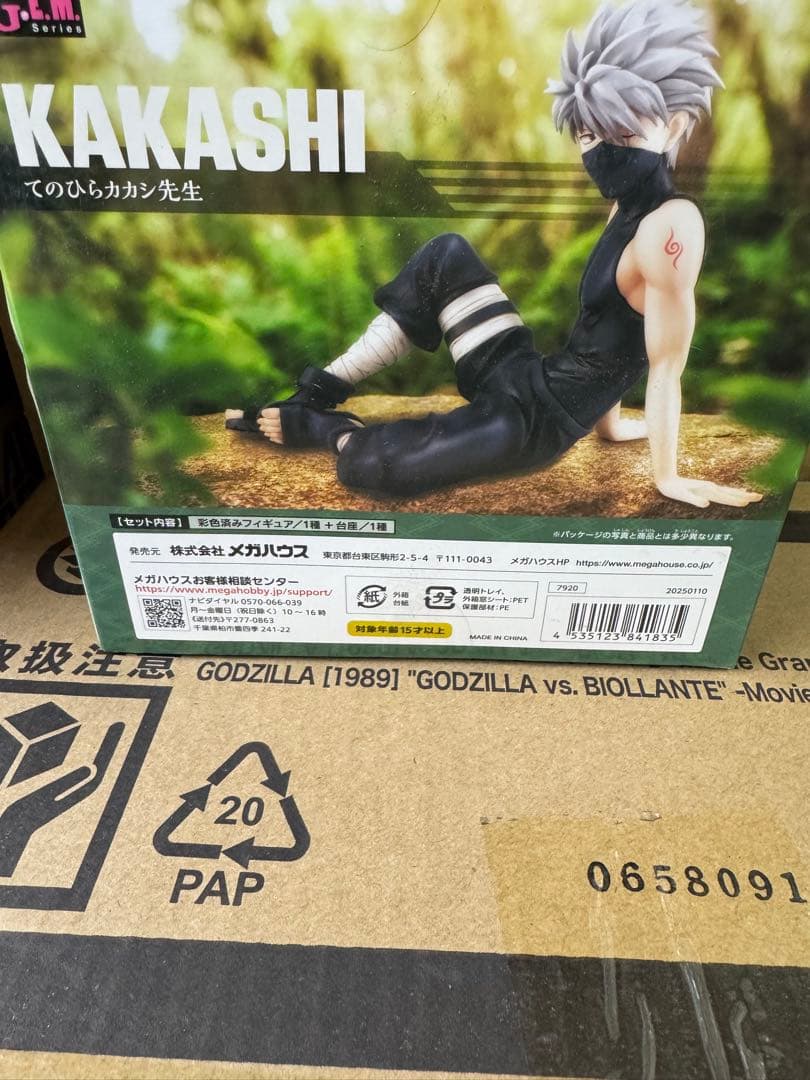 G.E.M.
Series
KAKASHI
てのひらカカシ先生
【セット内容】 彩色済みフィギュア/1種 + 台座/1種
※パッケージの写真と商品とは多少異なります。
発売元 株式会社 メガハウス 東京都台東区駒形2-5-4 〒111-0043 メガハウスHP https://www.megahouse.co.jp/
メガハウスお客様相談センター
https://www.megahobby.jp/support/
ナビダイヤル 0570-066-039
月~金曜日(祝日除く)10~16時
《送付先》〒277-0863
千葉県柏市豊四季 241-22
紙 外箱 台紙
プラ 透明トレイ, 外箱窓シート:PET 保護部材:PE
対象年齢15才以上
MADE IN CHINA
7920 20250110
4 535123 841835
取扱注意
GODZILLA [1989] "GODZILLA vs. BIOLLANTE" -Movie
e Gra
20
PAP
0658091